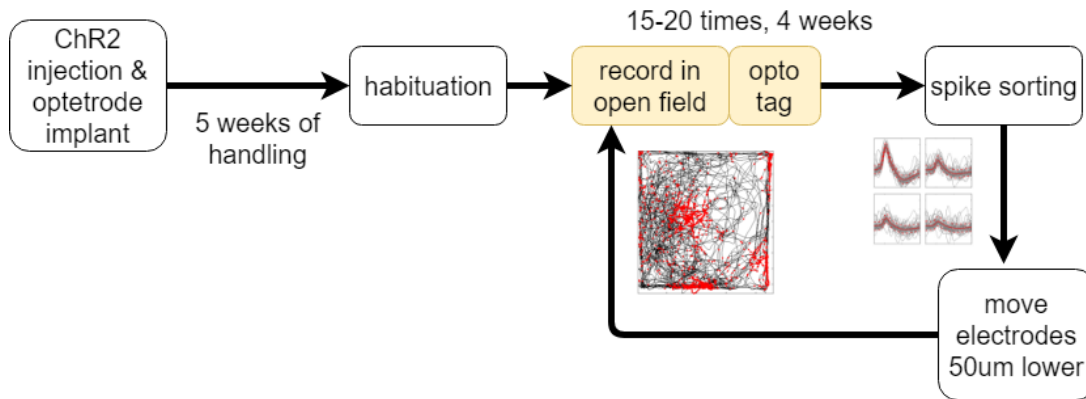 ChR2
injection &
optetrode
implant
5 weeks of
handling
habituation
15-20 times, 4 weeks
record in
open field
opto
tag
spike sorting
move
electrodes
50um lower